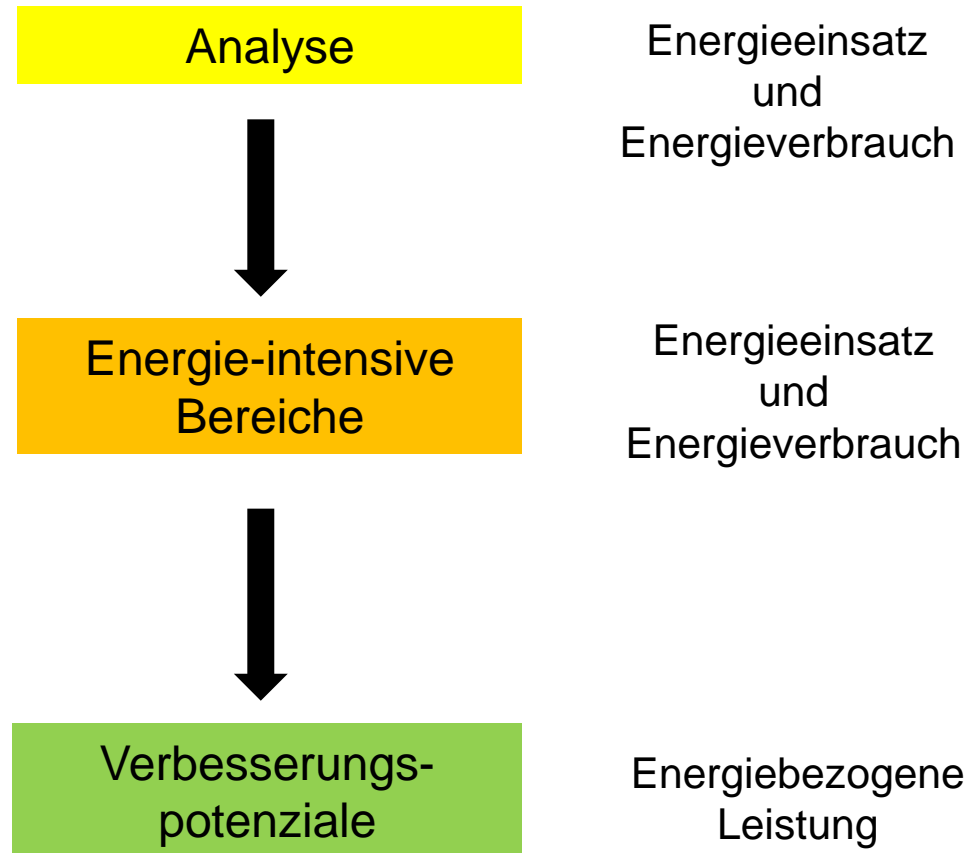 Analyse
Energieeinsatz
und
Energieverbrauch
Energie-intensive
Bereiche
Energieeinsatz
und
Energieverbrauch
Verbesserungs-
potenziale
Energiebezogene
Leistung